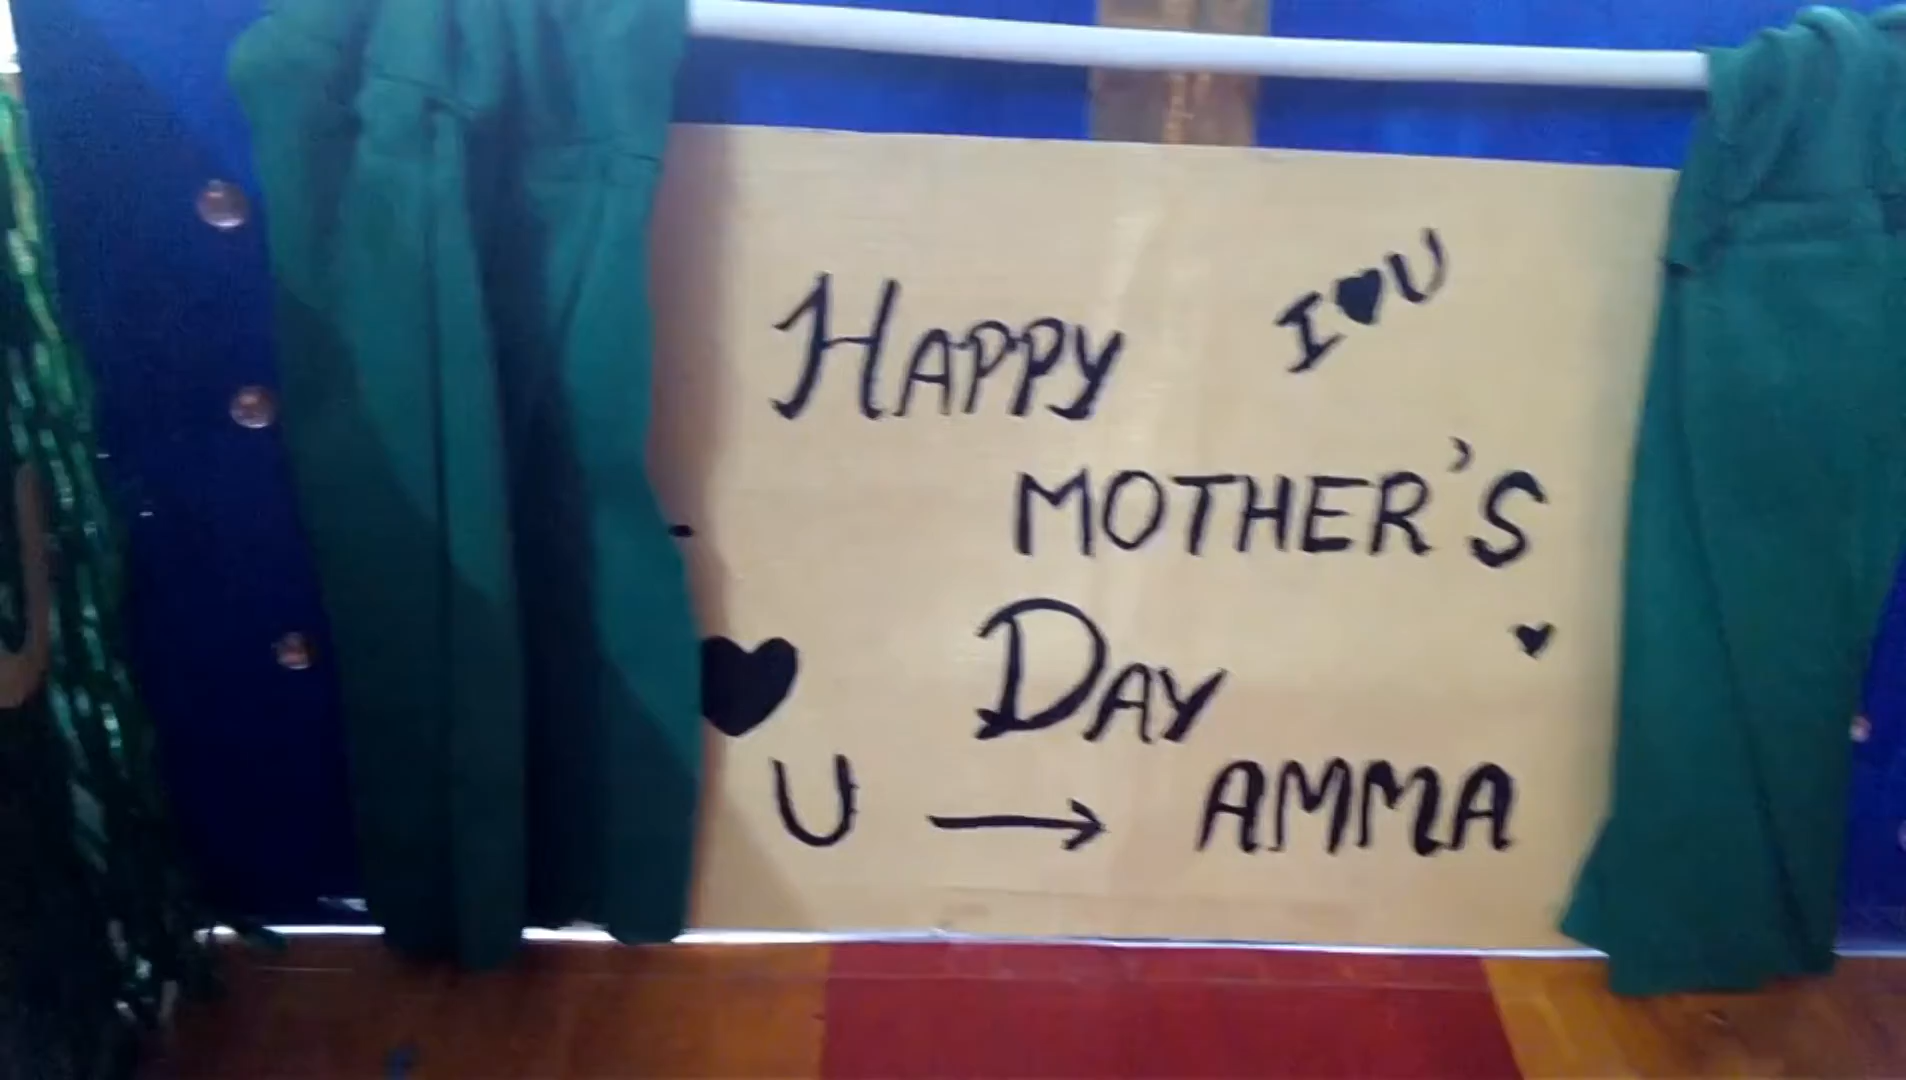 I ♥ U
HAPPY
MOTHER'S
DAY
♥
U → AMMA